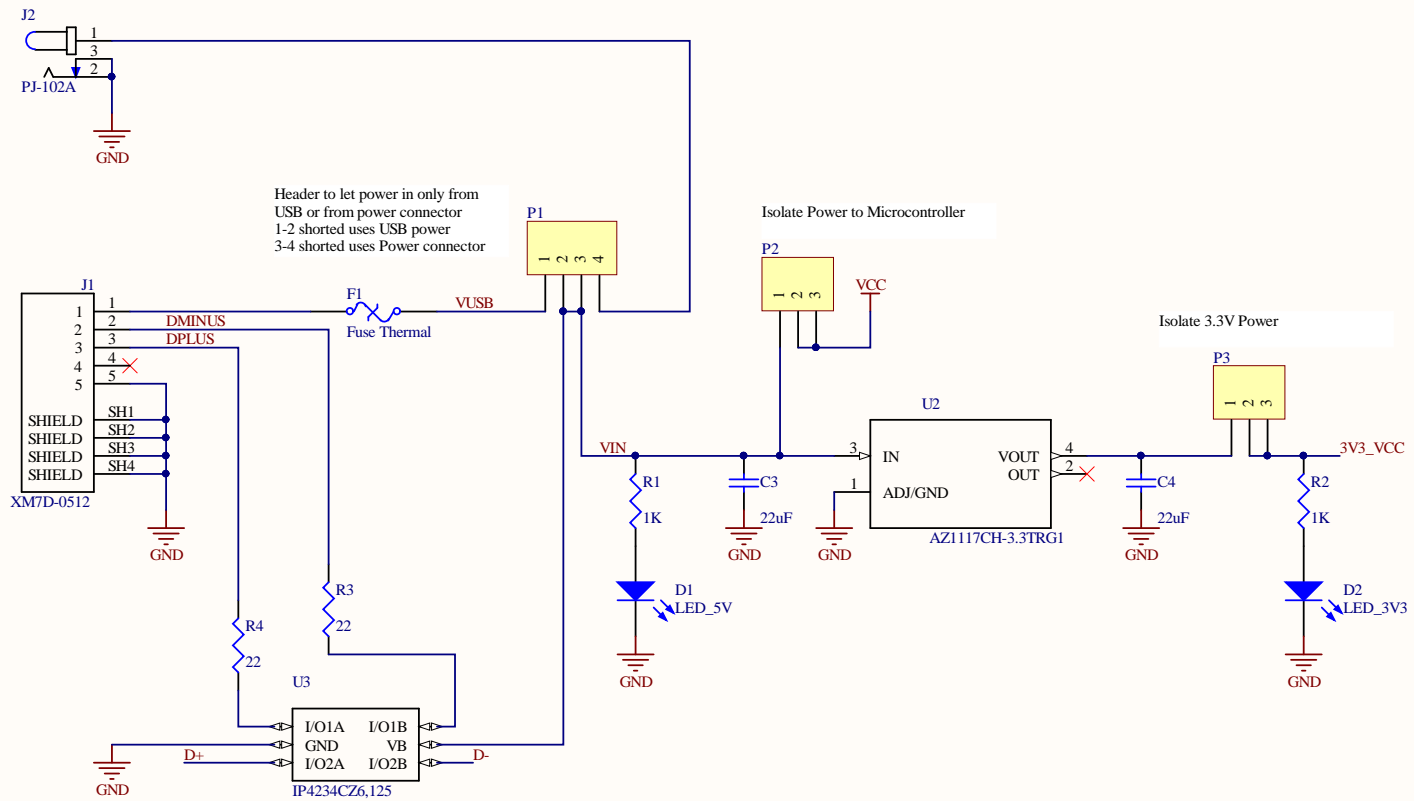 J2
1
3
2
PJ-102A
GND
Header to let power in only from
USB or from power connector
1-2 shorted uses USB power
3-4 shorted uses Power connector
P1
1
2
3
4
Isolate Power to Microcontroller
P2
1
2
3
VCC
Isolate 3.3V Power
P3
1
2
3
J1
1
2
3
4
5
SHIELD
SHIELD
SHIELD
SHIELD
1
2
3
4
5
SH1
SH2
SH3
SH4
XM7D-0512
GND
DMINUS
DPLUS
F1
Fuse Thermal
VUSB
VIN
R1
1K
D1
LED_5V
GND
C3
22uF
GND
U2
3
IN
1
ADJ/GND
VOUT
4
OUT
2
AZ1117CH-3.3TRG1
GND
C4
22uF
GND
3V3_VCC
R2
1K
D2
LED_3V3
GND
R3
22
R4
22
U3
I/O1A
I/O1B
GND
VB
I/O2A
I/O2B
D+
D-
IP4234CZ6,125
GND